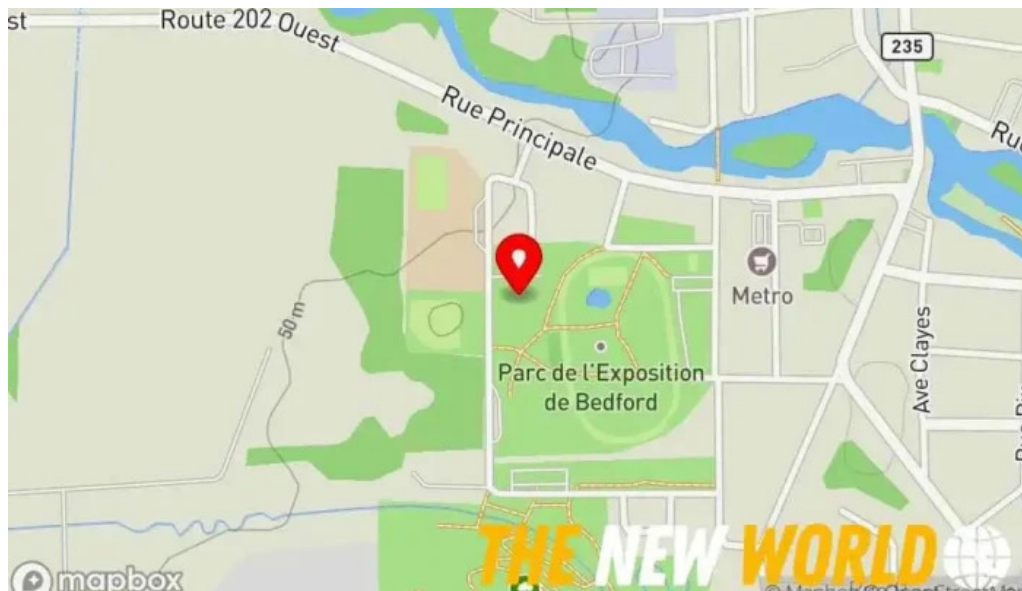 st
Route 202 Ouest
235
Rue Principale
Metro
50 m
Ave Clayes
Parc de l'Exposition
de Bedford
THE NEW WORLD
mapbox